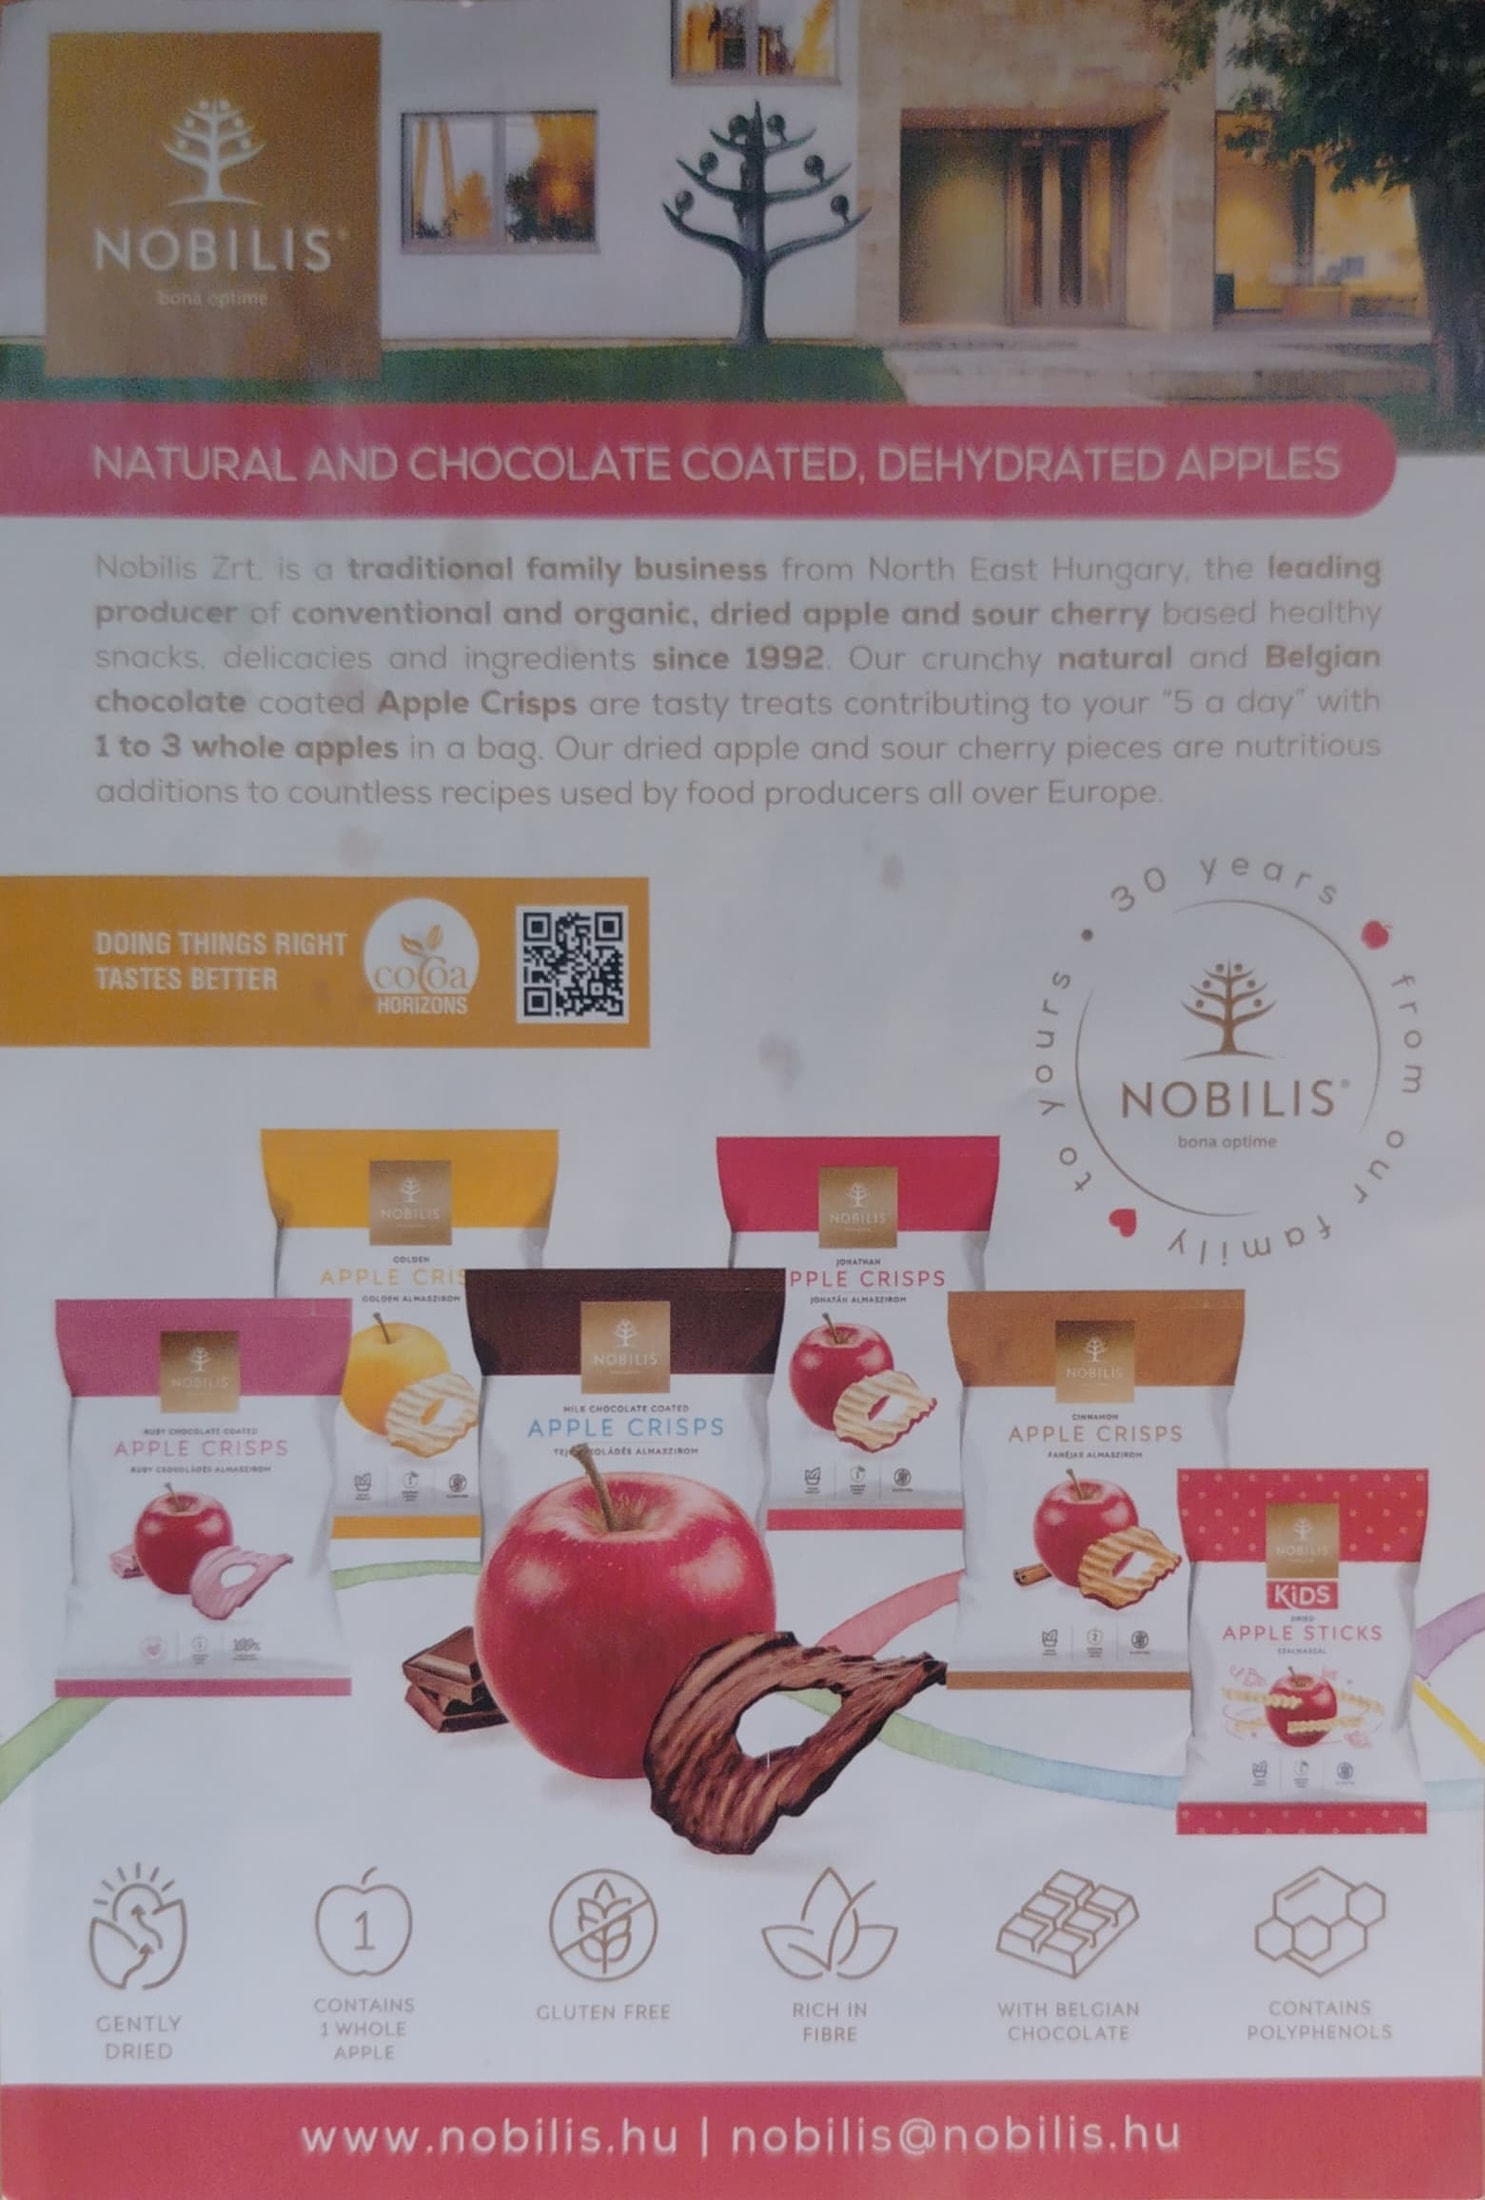 NOBILIS
bona optime
NATURAL AND CHOCOLATE COATED, DEHYDRATED APPLES
Nobilis Zrt. is a traditional family business from North East Hungary, the leading
producer of conventional and organic, dried apple and sour cherry based healthy
snacks, delicacies and ingredients since 1992. Our crunchy natural and Belgian
chocolate coated Apple Crisps are tasty treats contributing to your "5 a day" with
1 to 3 whole apples in a bag. Our dried apple and sour cherry pieces are nutritious
additions to countless recipes used by food producers all over Europe.
DOING THINGS RIGHT
TASTES BETTER
cocoa
HORIZONS
30 years from our family to yours
NOBILIS®
bona optime
NOBILIS
GOLDEN
APPLE CRIS
GOLDEN ALMASZIROM
NOBILIS
JONATHAN
PPLE CRISPS
JONATÁN ALMASZIROM
NOBILIS
RUBY CHOCOLATE COATED
APPLE CRISPS
RUBY CSOKOLÁDÉS ALMASZIROM
100%
NOBILIS
MILK CHOCOLATE COATED
APPLE CRISPS
TEJ OLÁDÉS ALMASZIROM
NOBILIS
CINNAMON
APPLE CRISPS
FAHÉJAS ALMASZIROM
NOBILIS
KiDS
DRIED
APPLE STICKS
GENTLY
DRIED
1
CONTAINS
1 WHOLE
APPLE
GLUTEN FREE
RICH IN
FIBRE
WITH BELGIAN
CHOCOLATE
CONTAINS
POLYPHENOLS
www.nobilis.hu | nobilis@nobilis.hu